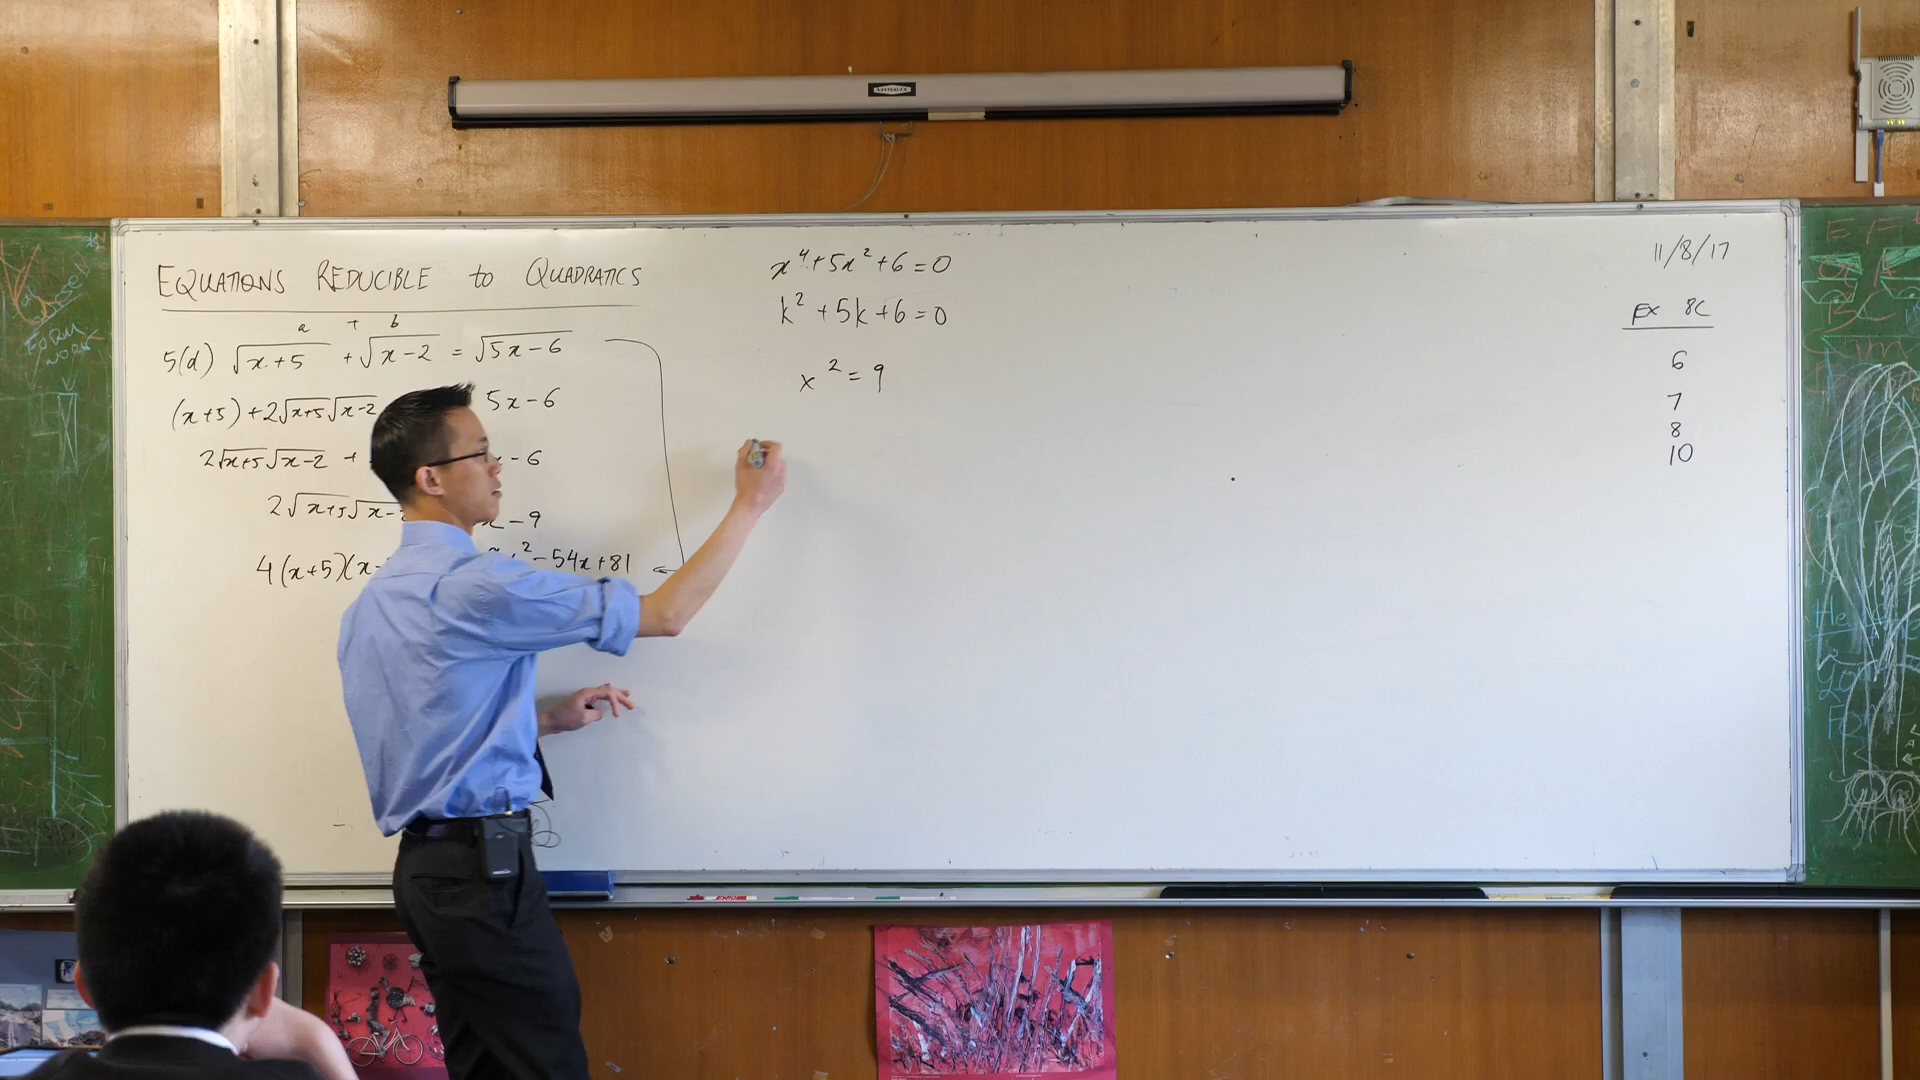 EQUATIONS REDUCIBLE to QUADRATICS
a + b
5(d) √x+5 + √x−2 = √5x−6
(x+5)+2√x+5√x−2 5x−6
2√x+5√x−2 + −6
2√x+5√x− −9
4(x+5)(x− ²−54x+81
x⁴+5x²+6=0
k²+5k+6=0
x²=9
11/8/17
EX 8C
6
7
8
10